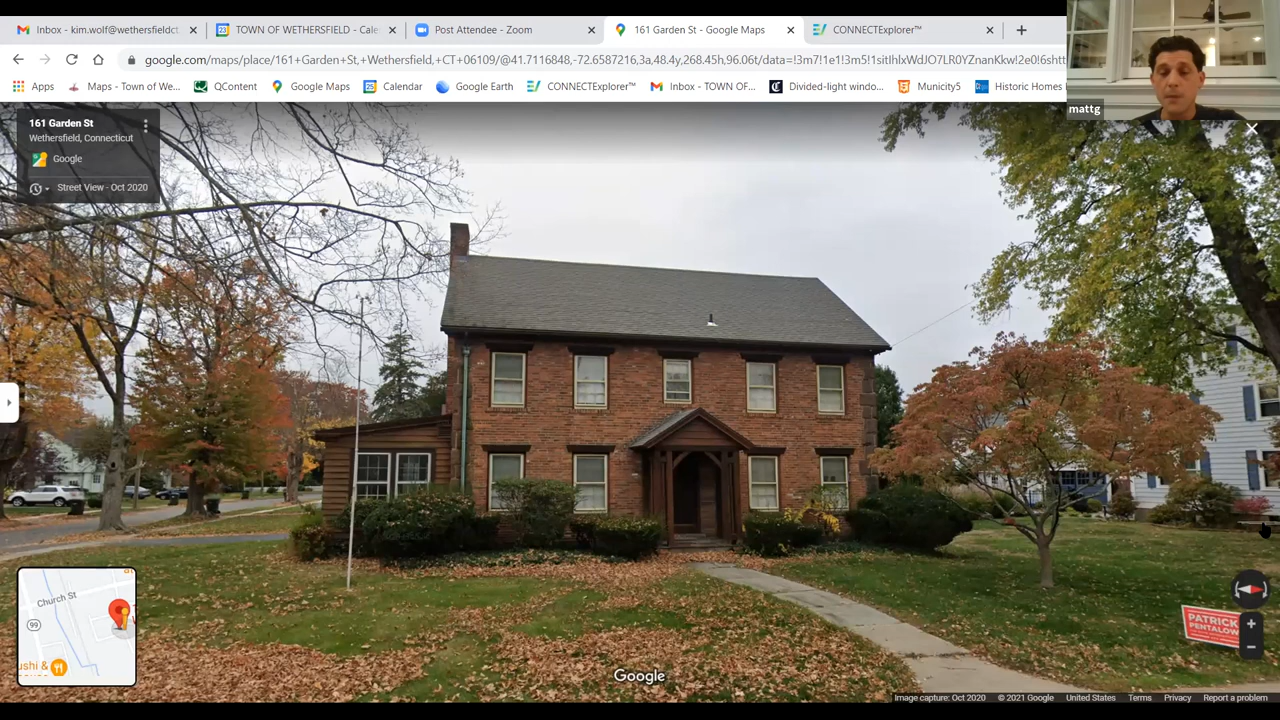 Inbox - kim.wolf@wethersfieldct
TOWN OF WETHERSFIELD - Cale
Post Attendee - Zoom
161 Garden St - Google Maps
CONNECTExplorer™
google.com/maps/place/161+Garden+St,+Wethersfield,+CT+06109/@41.7116848,-72.6587216,3a,48.4y,268.45h,96.06t/data=!3m7!1e1!3m5!1sitIhlxWdJO7LR0YZnanKkw!2e0!6shtt
Apps
Maps - Town of We...
QContent
Google Maps
Calendar
Google Earth
CONNECTExplorer™
Inbox - TOWN OF...
Divided-light windo...
Municity5
Historic Homes
mattg
161 Garden St
Wethersfield, Connecticut
Google
Street View - Oct 2020
Church St
99
ushi &
PATRICK
PENTALOW
Google
Image capture: Oct 2020
© 2021 Google
United States
Terms
Privacy
Report a problem